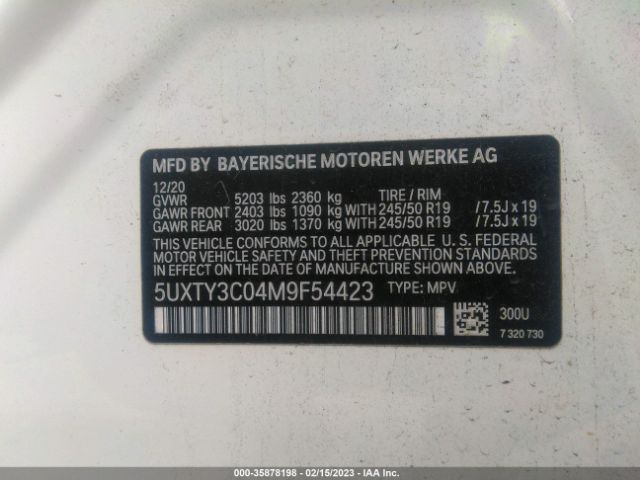 MFD BY BAYERISCHE MOTOREN WERKE AG
12/20
GVWR 5203 lbs 2360 kg TIRE / RIM
GAWR FRONT 2403 lbs 1090 kg WITH 245/50 R19 /7.5J x 19
GAWR REAR 3020 lbs 1370 kg WITH 245/50 R19 /7.5J x 19
THIS VEHICLE CONFORMS TO ALL APPLICABLE U. S. FEDERAL
MOTOR VEHICLE SAFETY, BUMPER, AND THEFT PREVENTION STANDARDS
IN EFFECT ON THE DATE OF MANUFACTURE SHOWN ABOVE.
5UXTY3C04M9F54423 TYPE: MPV
300U
7 320 730
000-35878198 - 02/15/2023 - IAAI.com